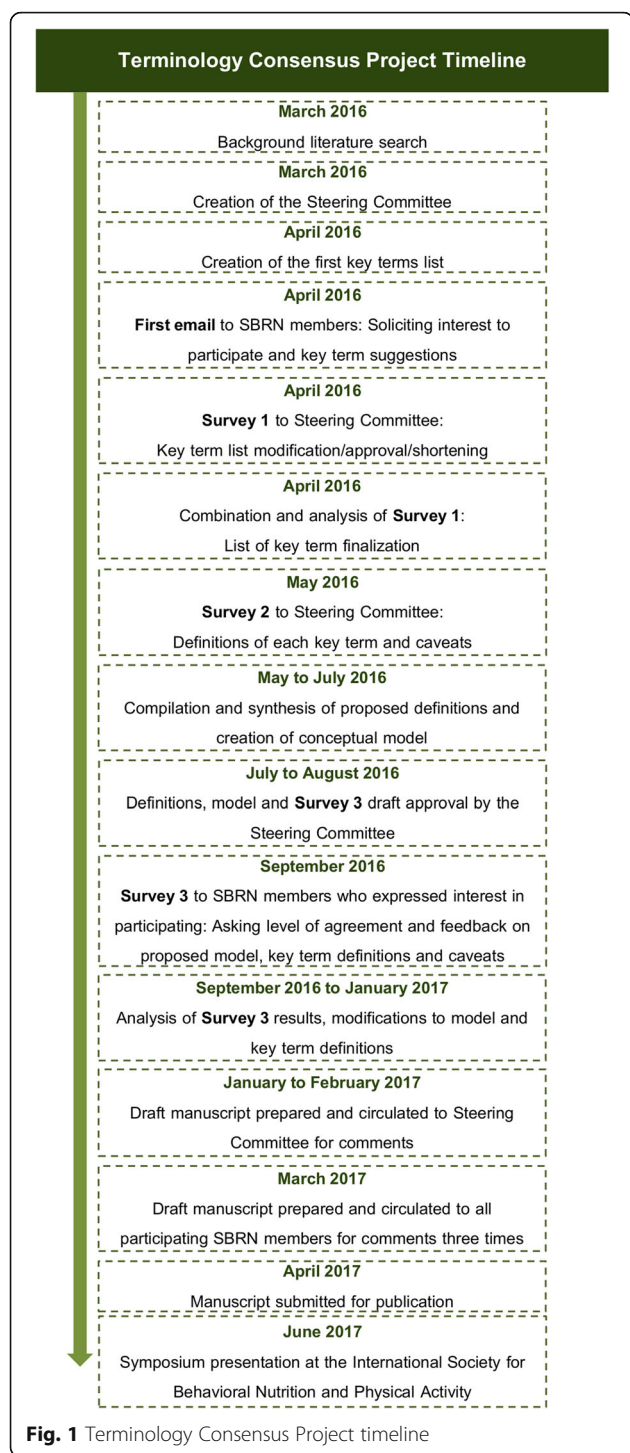 Terminology Consensus Project Timeline
March 2016
Background literature search
March 2016
Creation of the Steering Committee
April 2016
Creation of the first key terms list
April 2016
First email to SBRN members: Soliciting interest to
participate and key term suggestions
April 2016
Survey 1 to Steering Committee:
Key term list modification/approval/shortening
April 2016
Combination and analysis of Survey 1:
List of key term finalization
May 2016
Survey 2 to Steering Committee:
Definitions of each key term and caveats
May to July 2016
Compilation and synthesis of proposed definitions and
creation of conceptual model
July to August 2016
Definitions, model and Survey 3 draft approval by the
Steering Committee
September 2016
Survey 3 to SBRN members who expressed interest in
participating: Asking level of agreement and feedback on
proposed model, key term definitions and caveats
September 2016 to January 2017
Analysis of Survey 3 results, modifications to model and
key term definitions
January to February 2017
Draft manuscript prepared and circulated to Steering
Committee for comments
March 2017
Draft manuscript prepared and circulated to all
participating SBRN members for comments three times
April 2017
Manuscript submitted for publication
June 2017
Symposium presentation at the International Society for
Behavioral Nutrition and Physical Activity
Fig. 1 Terminology Consensus Project timeline